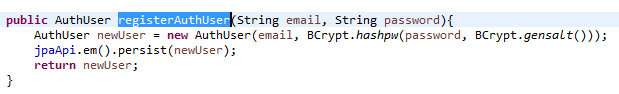 public AuthUser registerAuthUser(String email, String password){
AuthUser newUser = new AuthUser(email, BCrypt.hashpw(password, BCrypt.gensalt()));
jpaApi.em().persist(newUser);
return newUser;
}